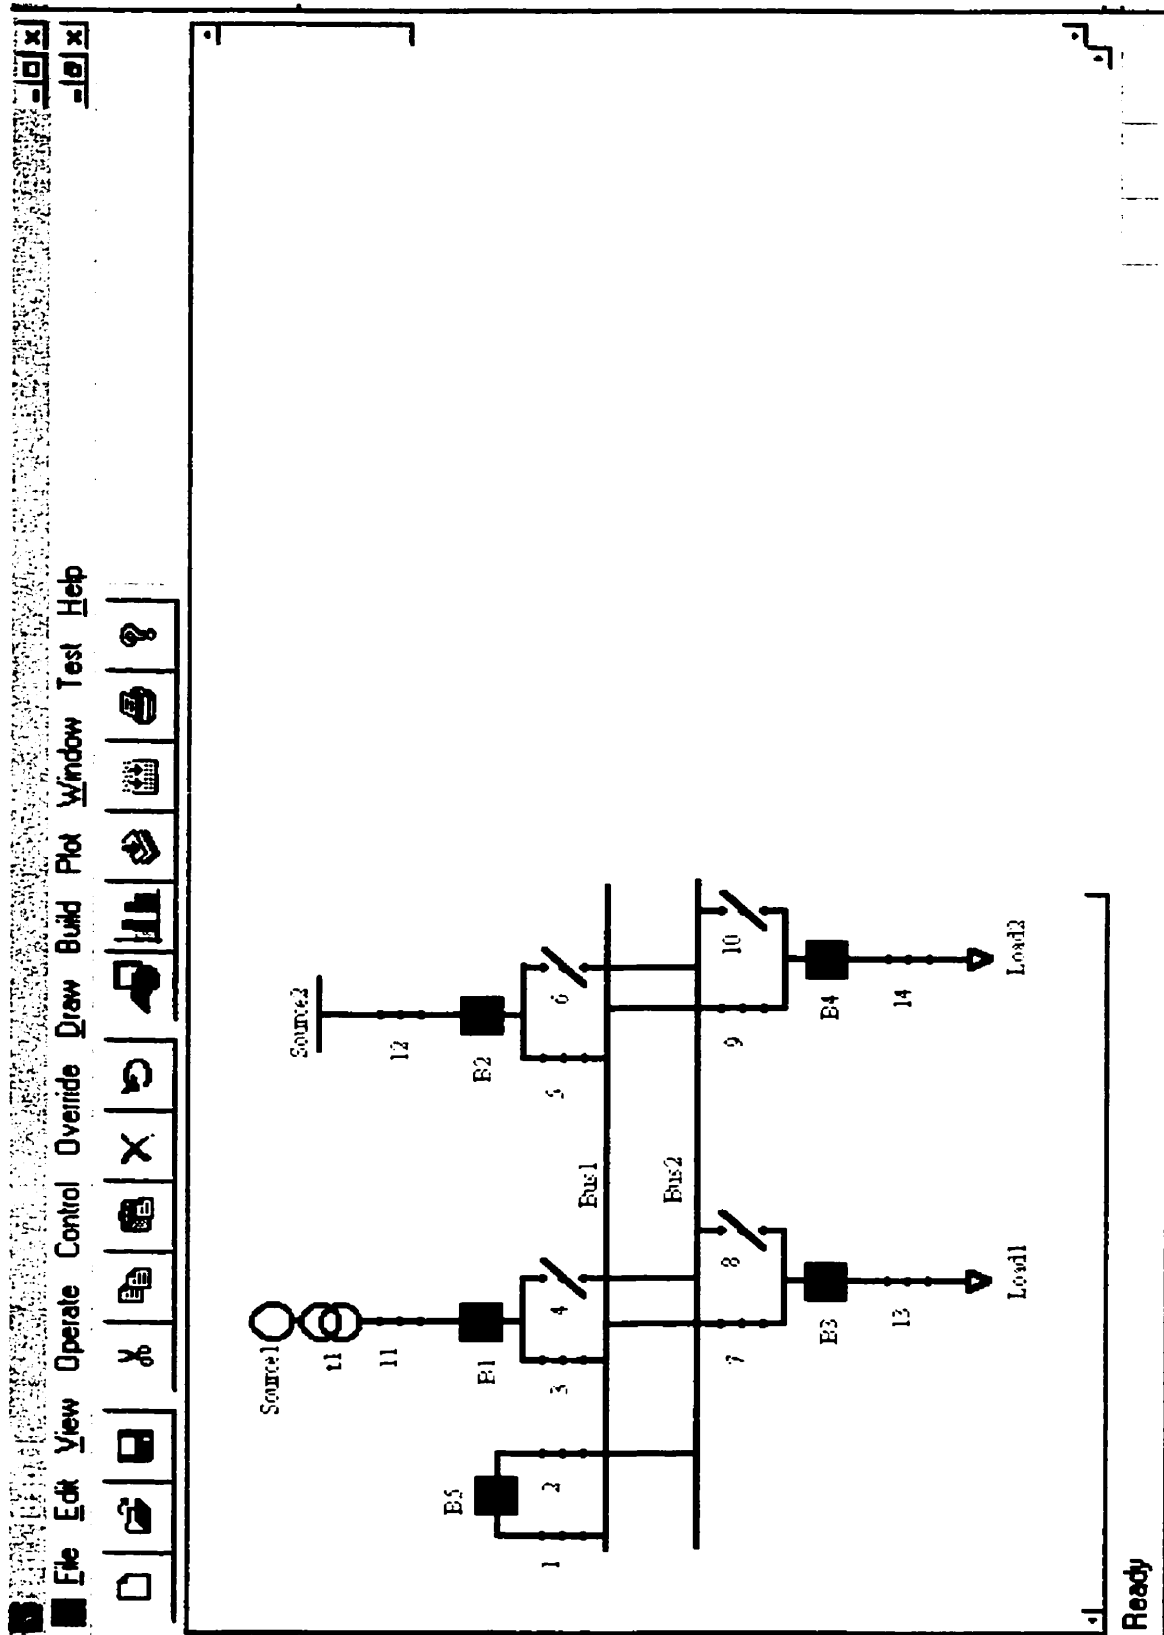 File Edit View Operate Control Override Draw Build Plot Window Test Help
Source1
Source2
t1
11
12
B5
B1
B2
1
2
3
4
5
6
Bus1
Bus2
7
8
9
10
B3
B4
13
14
Load1
Load2
Ready